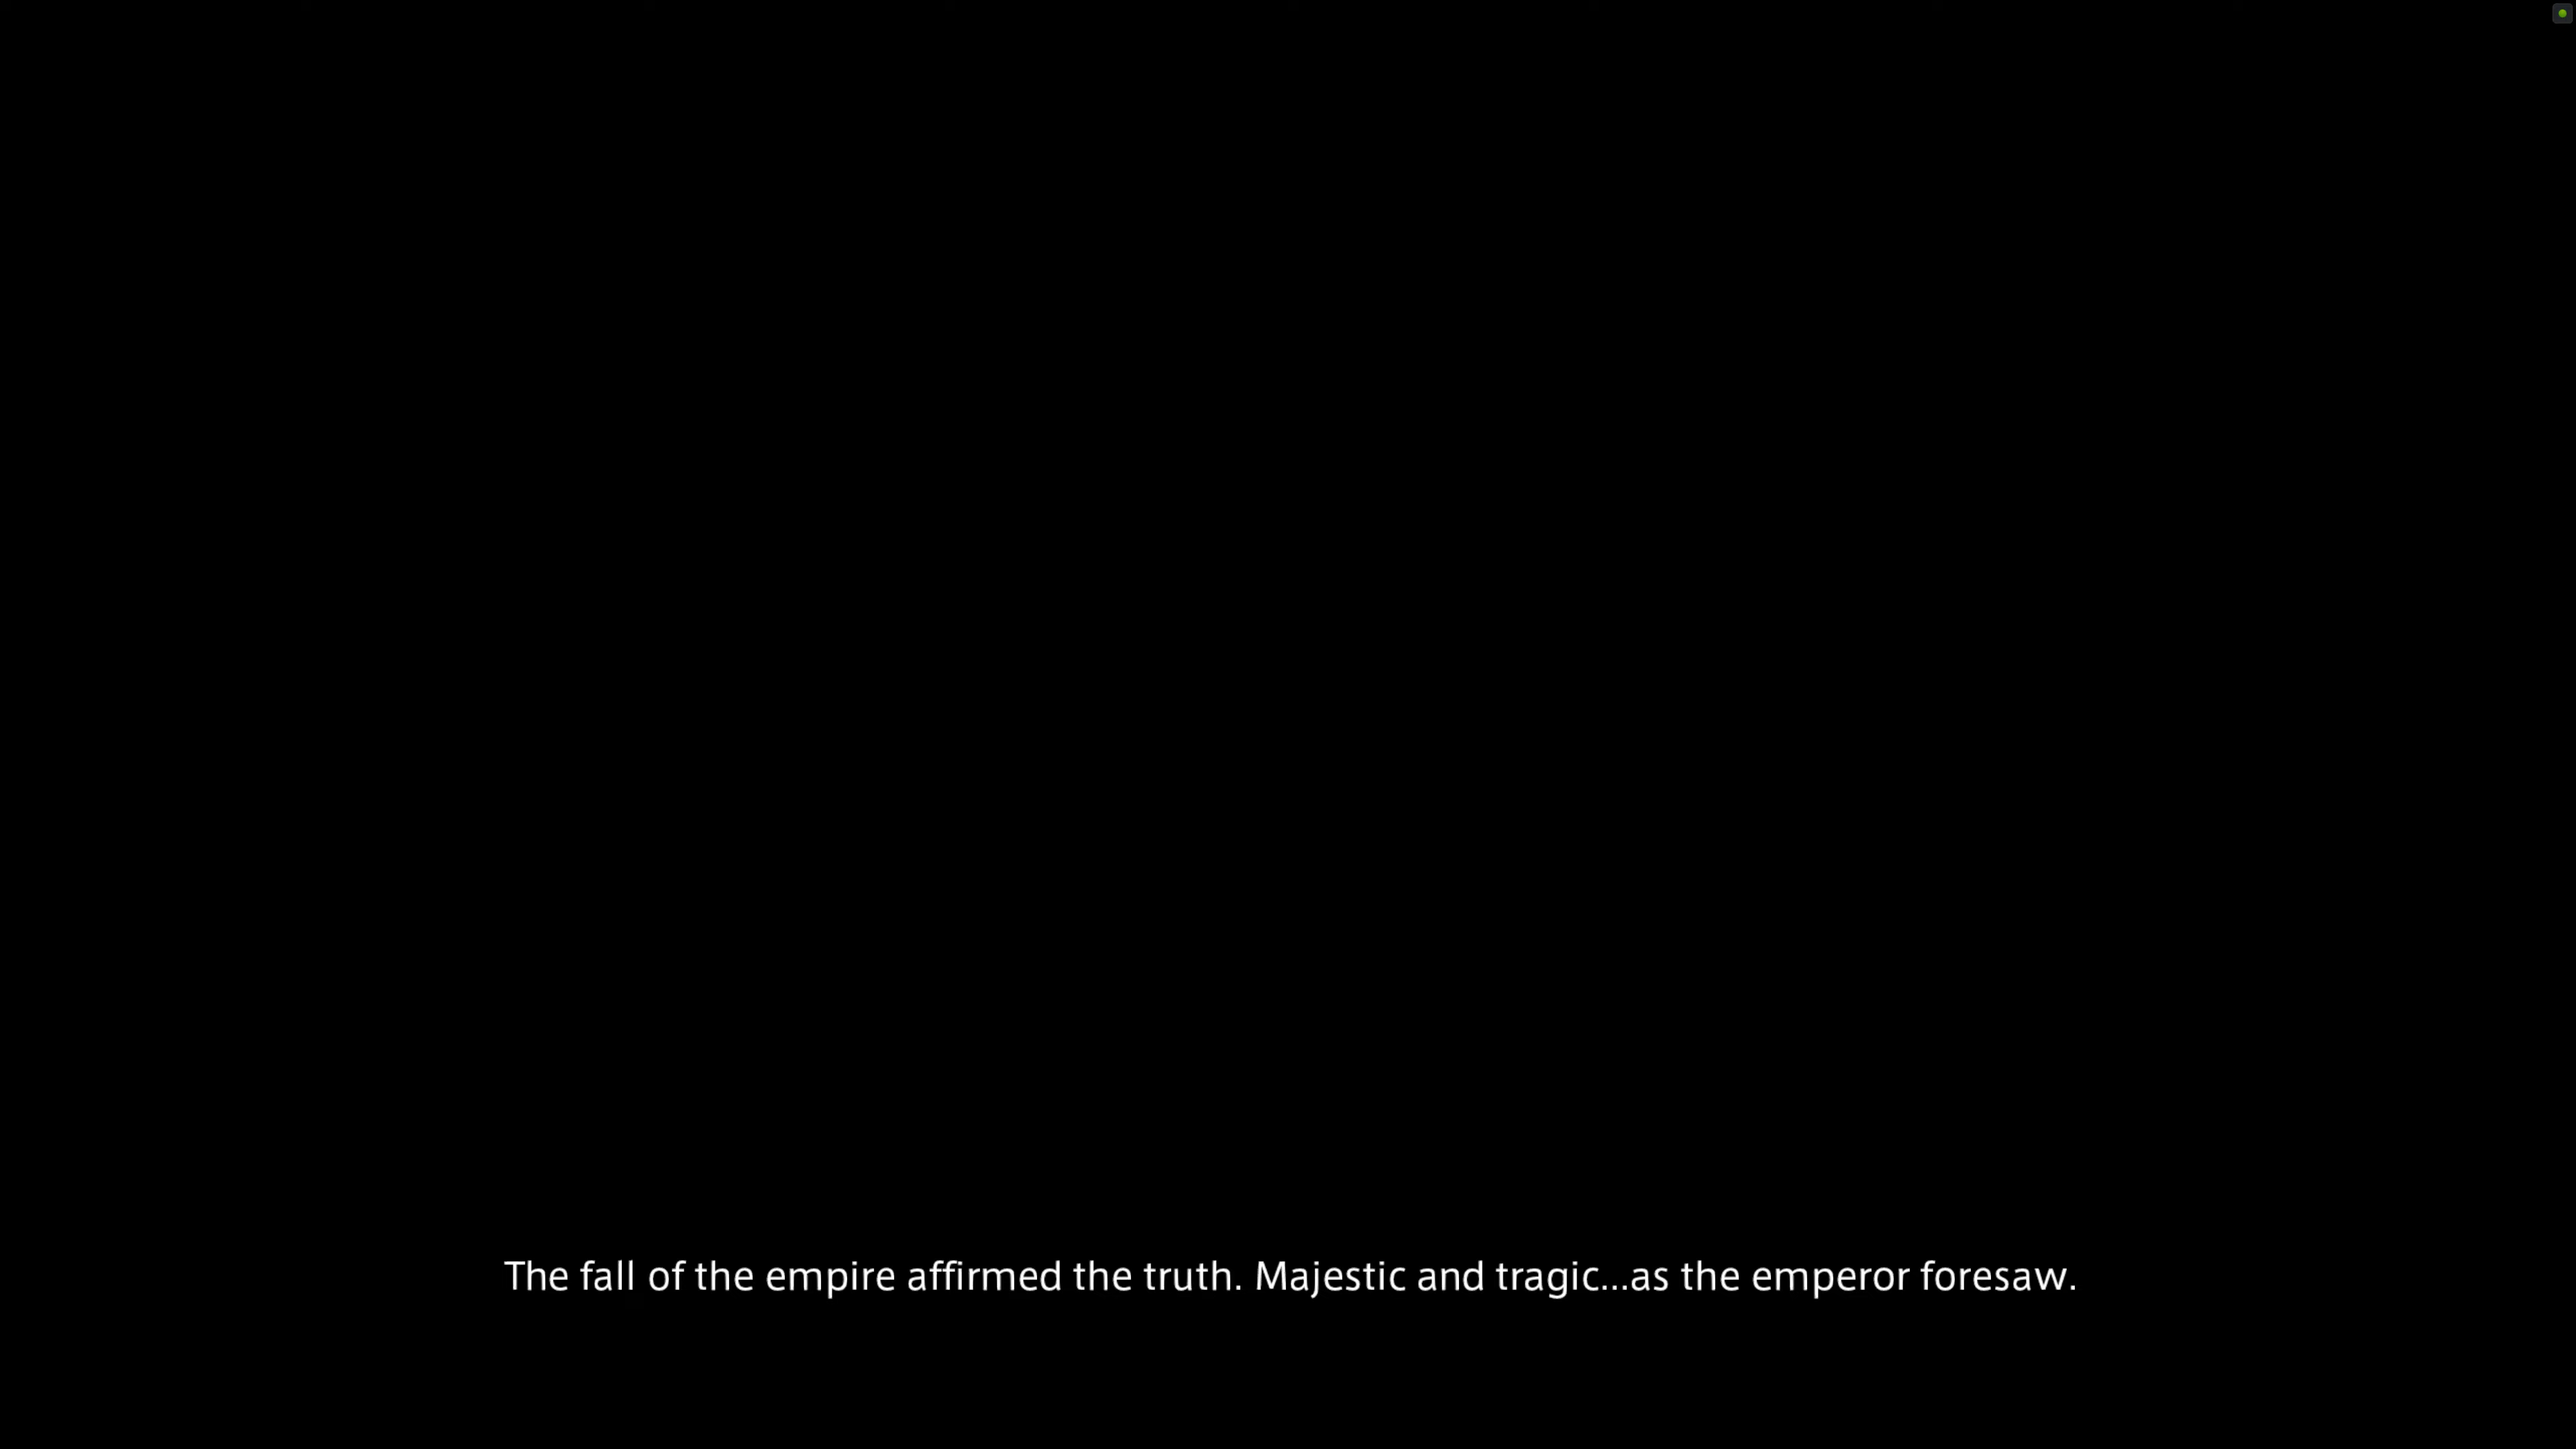 The fall of the empire affirmed the truth. Majestic and tragic...as the emperor foresaw.